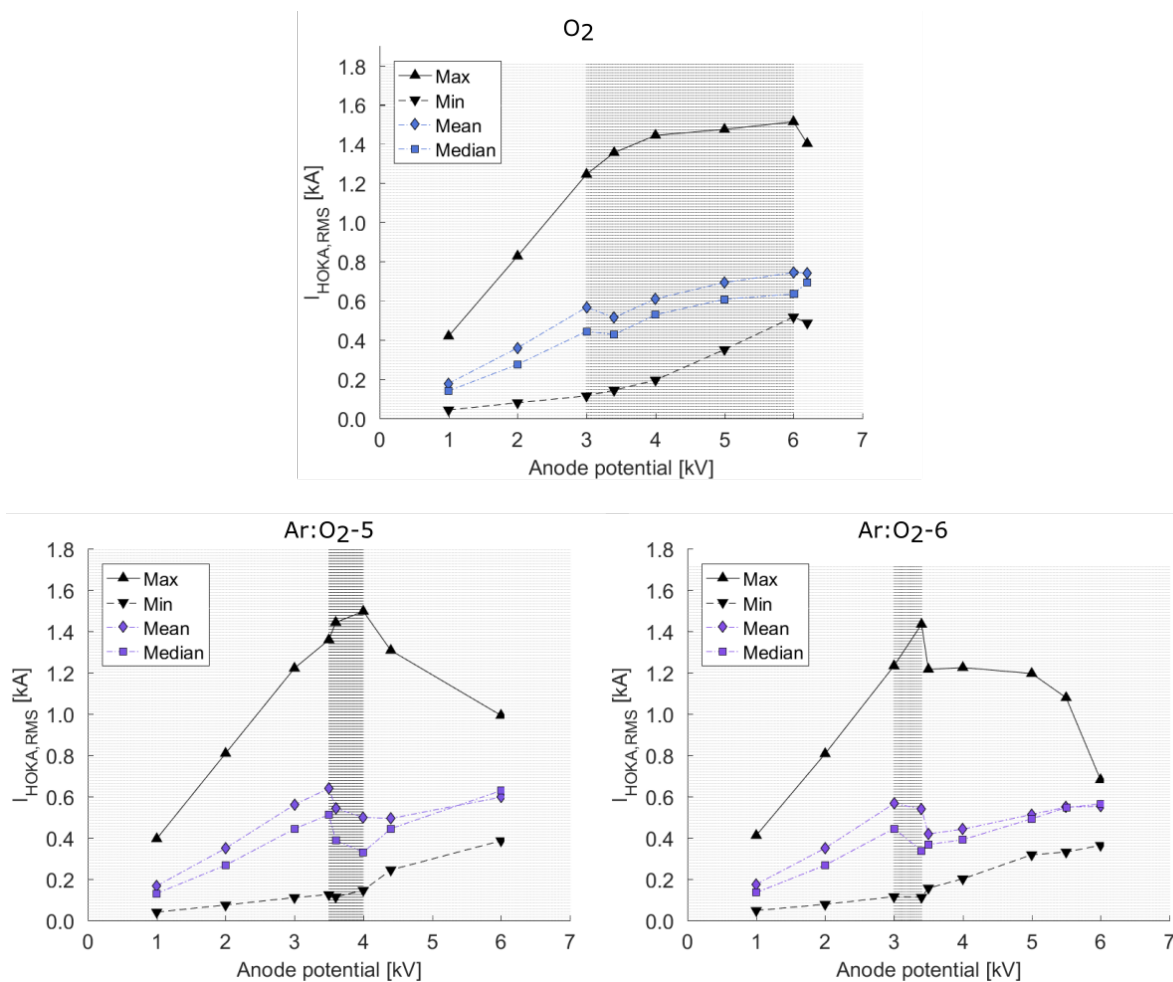 O2
1.8
1.6
1.4
1.2
1.0
0.8
0.6
0.4
0.2
0.0
IHOKA,RMS [kA]
Max
Min
Mean
Median
0 1 2 3 4 5 6 7
Anode potential [kV]
Ar:O2-5
1.8
1.6
1.4
1.2
1.0
0.8
0.6
0.4
0.2
0.0
IHOKA,RMS [kA]
Max
Min
Mean
Median
0 1 2 3 4 5 6 7
Anode potential [kV]
Ar:O2-6
1.8
1.6
1.4
1.2
1.0
0.8
0.6
0.4
0.2
0.0
IHOKA,RMS [kA]
Max
Min
Mean
Median
0 1 2 3 4 5 6 7
Anode potential [kV]